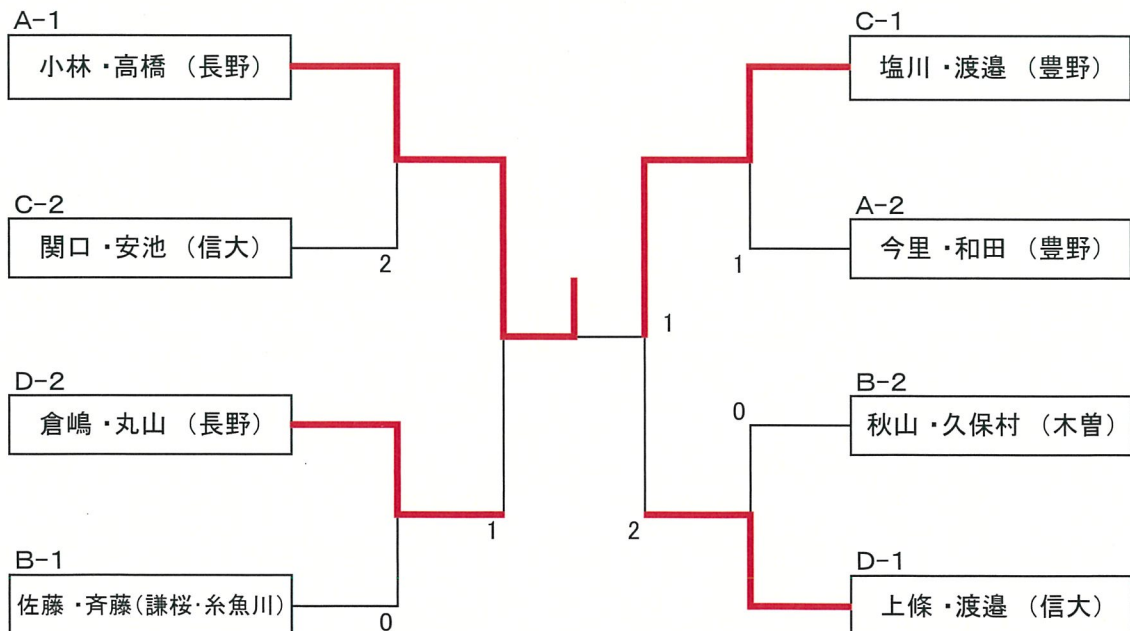 A-1
小林・高橋 (長野)
C-2
関口・安池 (信大)
2
D-2
倉嶋・丸山 (長野)
1
B-1
佐藤・斉藤(謙桜・糸魚川)
0
C-1
塩川・渡邉 (豊野)
A-2
今里・和田 (豊野)
1
1
B-2
0
秋山・久保村 (木曽)
2
D-1
上條・渡邉 (信大)